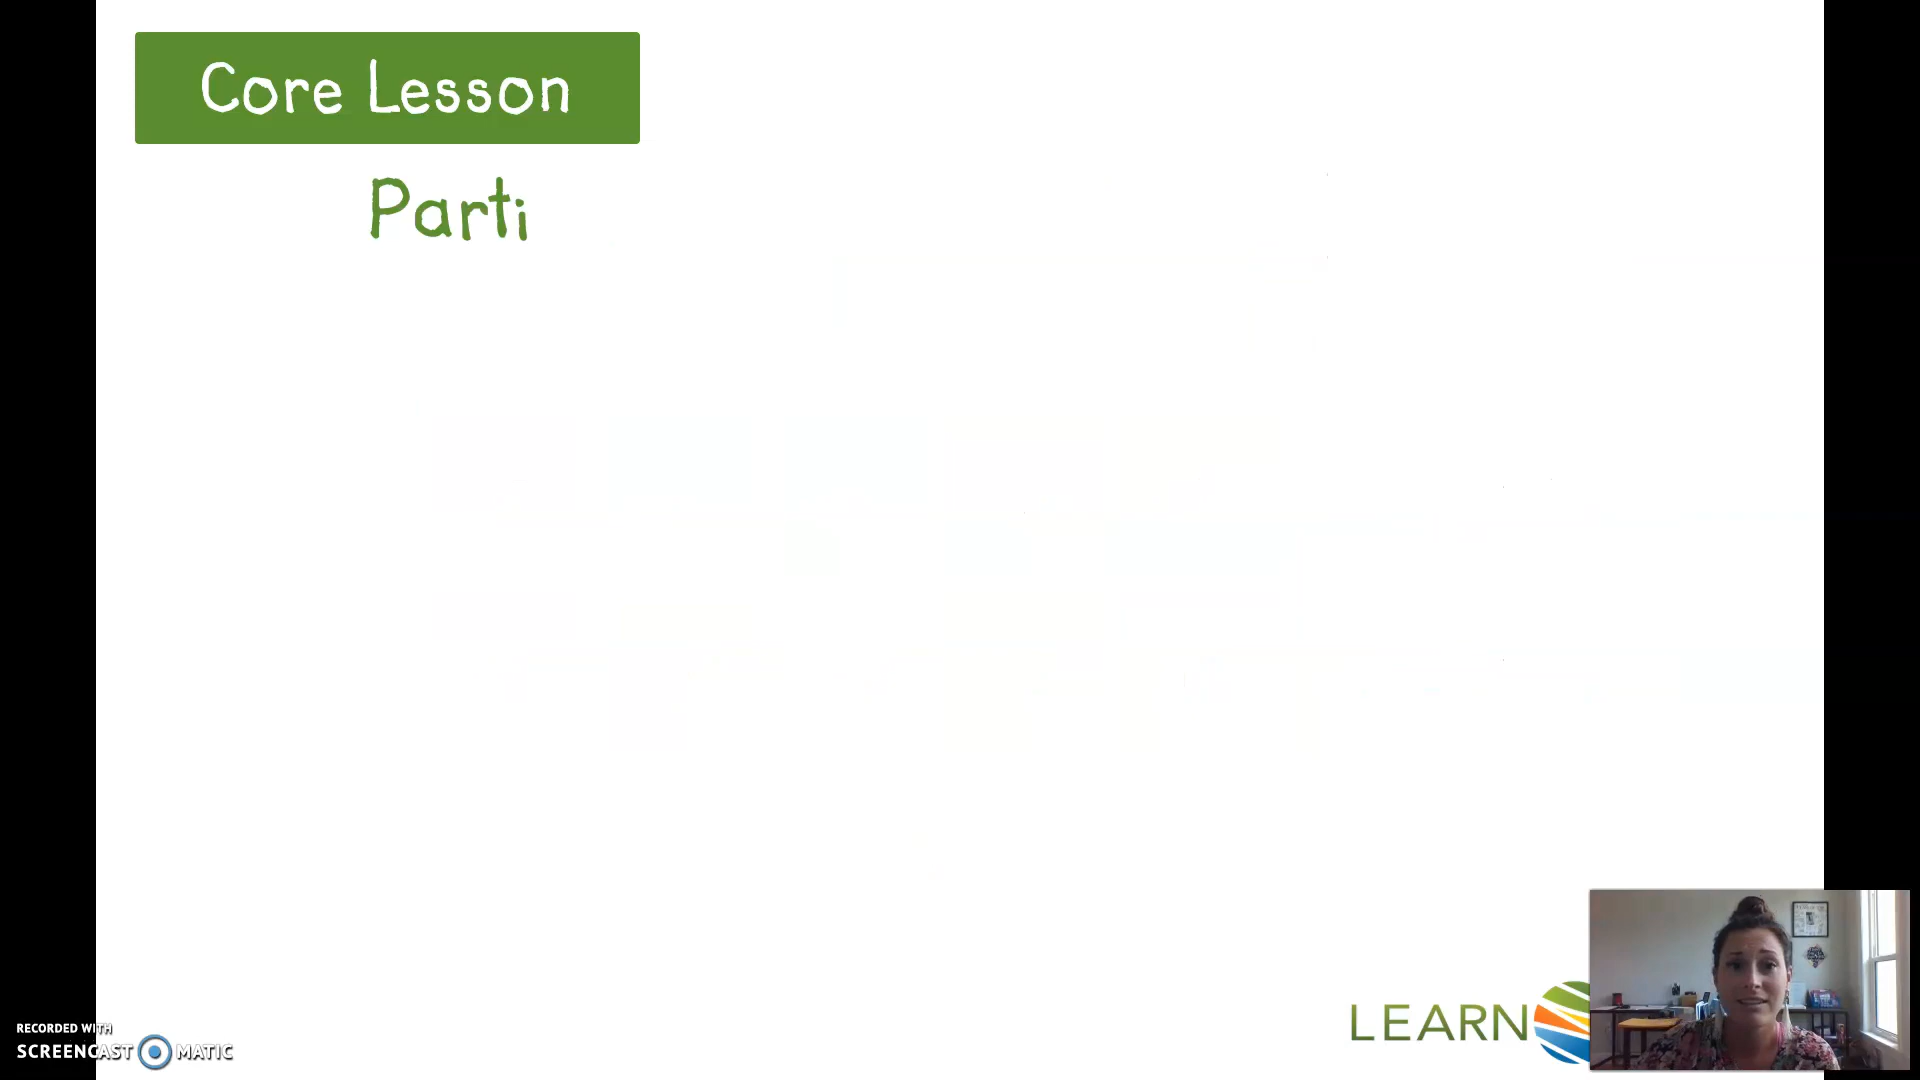 Core Lesson
Parti
LEARN
RECORDED WITH
SCREENCAST MATIC